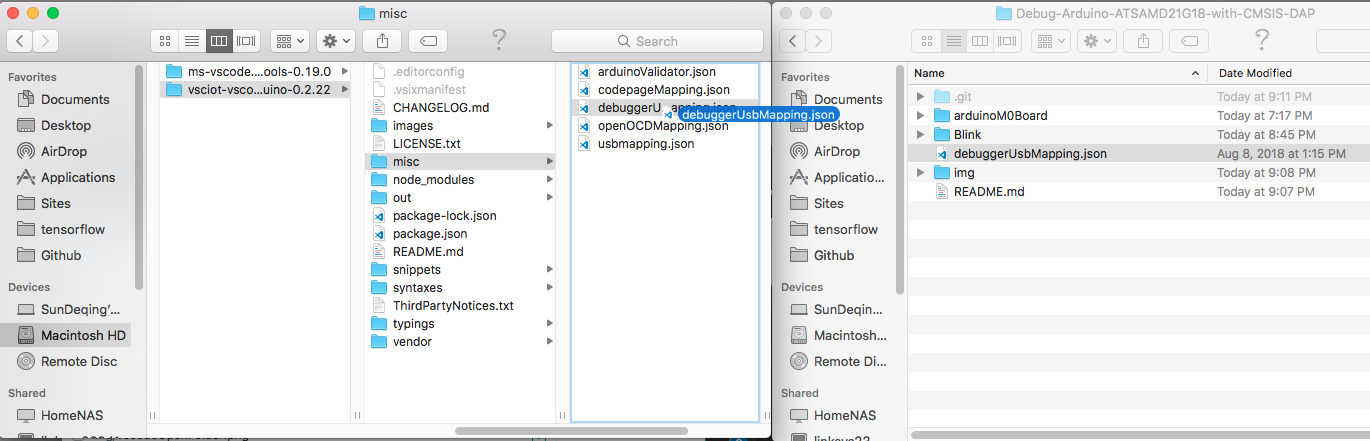 misc
Search
Favorites
Documents
Desktop
AirDrop
Applications
Sites
tensorflow
Github
Devices
SunDeqing'...
Macintosh HD
Remote Disc
Shared
HomeNAS
ms-vscode....ools-0.19.0
vsciot-vsco...uino-0.2.22
.editorconfig
.vsixmanifest
CHANGELOG.md
images
LICENSE.txt
misc
node_modules
out
package-lock.json
package.json
README.md
snippets
syntaxes
ThirdPartyNotices.txt
typings
vendor
arduinoValidator.json
codepageMapping.json
debuggerU apping.json
debuggerUsbMapping.json
openOCDMapping.json
usbmapping.json
Debug-Arduino-ATSAMD21G18-with-CMSIS-DAP
Favorites
Documents
Desktop
AirDrop
Applicatio...
Sites
tensorflow
Github
Devices
SunDeqin...
Macintosh...
Remote Di...
Shared
HomeNAS
Name Date Modified
.git Today at 9:11 PM
arduinoM0Board Today at 7:17 PM
Blink Today at 8:45 PM
debuggerUsbMapping.json Aug 8, 2018 at 1:15 PM
img Today at 9:08 PM
README.md Today at 9:07 PM